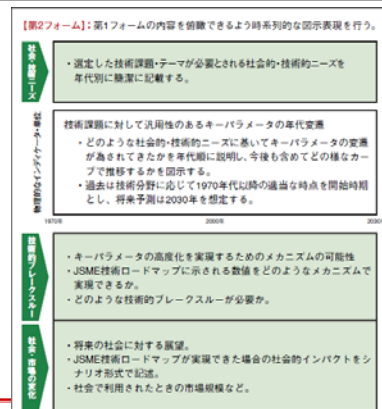 【第2フォーム】：第1フォームの内容を俯瞰できるよう時系列的な図示表現を行う。
社会・技術ニーズ
・選定した技術課題・テーマが必要とされる社会的・技術的ニーズを
年代別に簡潔に記載する。
物理的なインディケータ・単位
技術課題に対して汎用性のあるキーパラメータの年代変遷
・どのような社会的・技術的ニーズに基いてキーパラメータの変遷
が為されてきたかを年代順に説明し、今後も含めてどの様なカー
ブで推移するかを図示する。
・過去は技術分野に応じて1970年代以降の適当な時点を開始時期
とし、将来予測は2030年を想定する。
1970年
2000年
2030
技術的ブレークスルー
・キーパラメータの高度化を実現するためのメカニズムの可能性
・JSME技術ロードマップに示される数値をどのようなメカニズムで
実現できるか。
・どのような技術的ブレークスルーが必要か。
社会・市場の変化
・将来の社会に対する展望。
・JSME技術ロードマップが実現できた場合の社会的インパクトをシ
ナリオ形式で記述。
・社会で利用されたときの市場規模など。